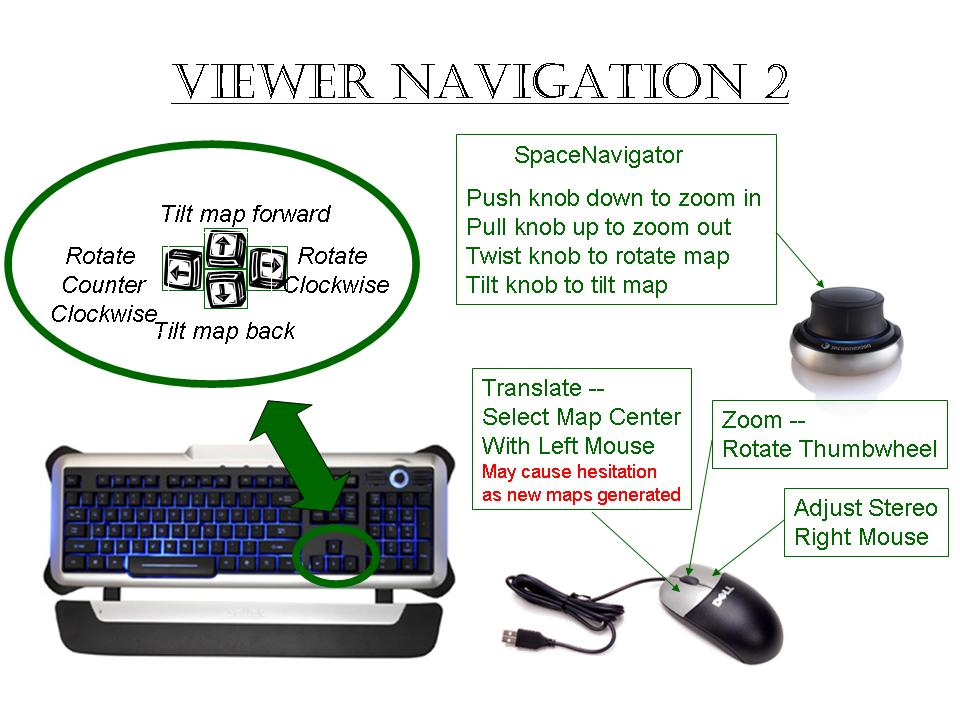 VIEWER NAVIGATION 2
Tilt map forward
Rotate
Counter
Clockwise
Rotate
Clockwise
Tilt map back
SpaceNavigator
Push knob down to zoom in
Pull knob up to zoom out
Twist knob to rotate map
Tilt knob to tilt map
3Dconnexion
Translate --
Select Map Center
With Left Mouse
May cause hesitation
as new maps generated
Zoom --
Rotate Thumbwheel
Adjust Stereo
Right Mouse
DELL